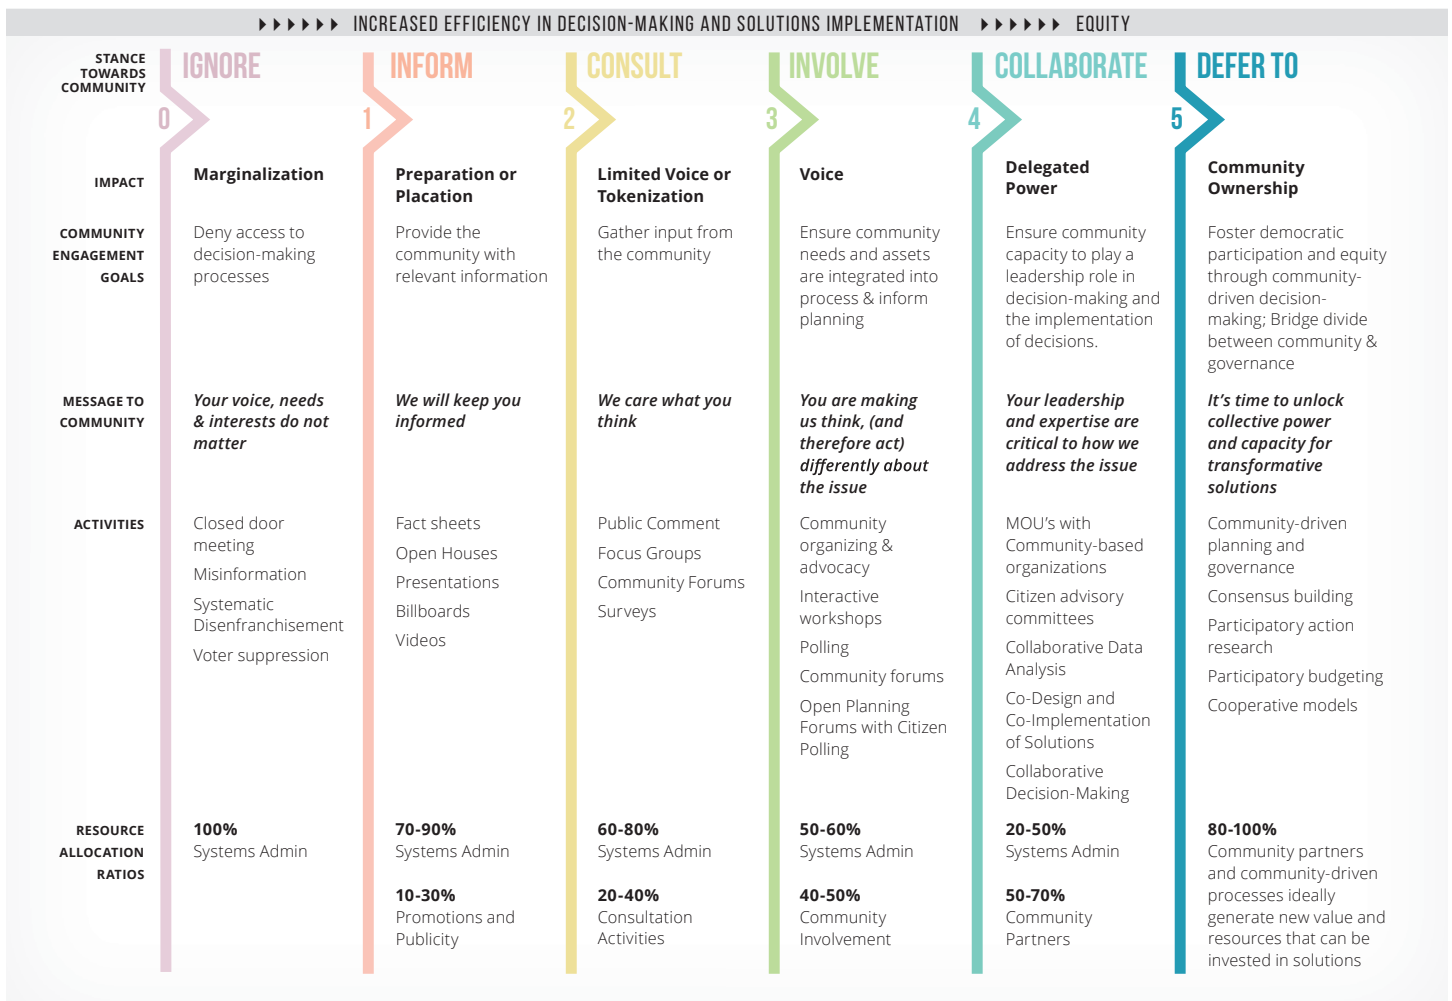 INCREASED EFFICIENCY IN DECISION-MAKING AND SOLUTIONS IMPLEMENTATION EQUITY
STANCE
TOWARDS
COMMUNITY
IGNORE
0
INFORM
1
CONSULT
2
INVOLVE
3
COLLABORATE
4
DEFER TO
5
IMPACT
Marginalization
Preparation or
Placation
Limited Voice or
Tokenization
Voice
Delegated
Power
Community
Ownership
COMMUNITY
ENGAGEMENT
GOALS
Deny access to
decision-making
processes
Provide the
community with
relevant information
Gather input from
the community
Ensure community
needs and assets
are integrated into
process & inform
planning
Ensure community
capacity to play a
leadership role in
decision-making and
the implementation
of decisions.
Foster democratic
participation and equity
through community-
driven decision-
making; Bridge divide
between community &
governance
MESSAGE TO
COMMUNITY
Your voice, needs
& interests do not
matter
We will keep you
informed
We care what you
think
You are making
us think, (and
therefore act)
differently about
the issue
Your leadership
and expertise are
critical to how we
address the issue
It's time to unlock
collective power
and capacity for
transformative
solutions
ACTIVITIES
Closed door
meeting
Misinformation
Systematic
Disenfranchisement
Voter suppression
Fact sheets
Open Houses
Presentations
Billboards
Videos
Public Comment
Focus Groups
Community Forums
Surveys
Community
organizing &
advocacy
Interactive
workshops
Polling
Community forums
Open Planning
Forums with Citizen
Polling
MOU's with
Community-based
organizations
Citizen advisory
committees
Collaborative Data
Analysis
Co-Design and
Co-Implementation
of Solutions
Collaborative
Decision-Making
Community-driven
planning and
governance
Consensus building
Participatory action
research
Participatory budgeting
Cooperative models
RESOURCE
ALLOCATION
RATIOS
100%
Systems Admin
70-90%
Systems Admin
10-30%
Promotions and
Publicity
60-80%
Systems Admin
20-40%
Consultation
Activities
50-60%
Systems Admin
40-50%
Community
Involvement
20-50%
Systems Admin
50-70%
Community
Partners
80-100%
Community partners
and community-driven
processes ideally
generate new value and
resources that can be
invested in solutions